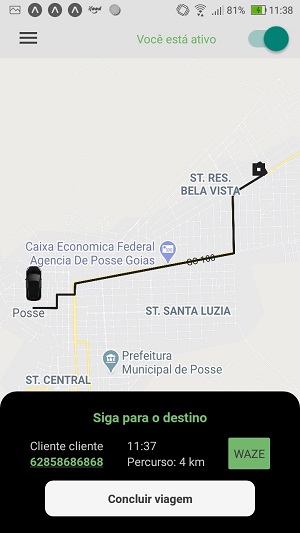 ifood 81% 11:38
Você está ativo
ST. RES.
BELA VISTA
Caixa Economica Federal
Agencia De Posse Goias
GO 108
Posse
ST. SANTA LUZIA
Prefeitura
Municipal de Posse
ST. CENTRAL
Siga para o destino
Cliente cliente 11:37
62858686868 Percurso: 4 km
WAZE
Concluir viagem